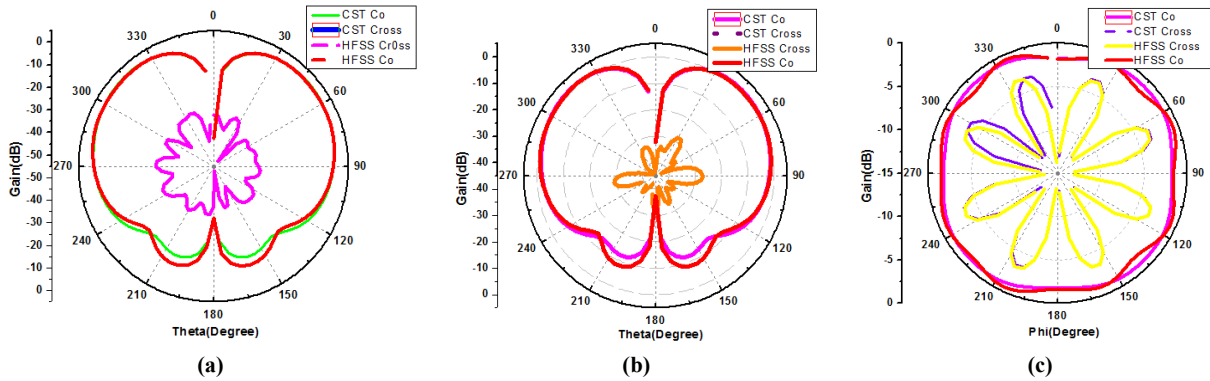 0
30
60
90
120
150
180
210
240
270
300
330
0
-10
-20
-30
-40
-50
-40
-30
-20
-10
0
Gain(dB)
CST Co
CST Cross
HFSS Cr0ss
HFSS Co
Theta(Degree)
(a)
0
60
90
120
150
180
210
240
270
300
330
0
-10
-20
-30
-40
-30
-20
-10
0
Gain(dB)
CST Co
CST Cross
HFSS Cross
HFSS Co
Theta(Degree)
(b)
0
60
90
120
150
180
210
240
270
300
330
0
-5
-10
-15
-10
-5
0
Gain(dB)
CST Co
CST Cross
HFSS Cross
HFSS Co
Phi(Degree)
(c)